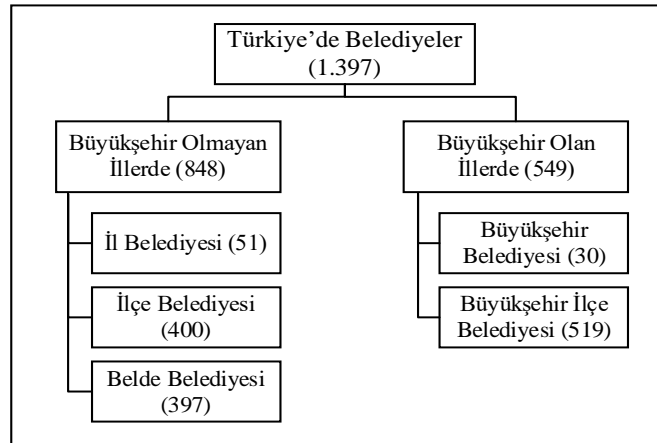 Türkiye’de Belediyeler
(1.397)
Büyükşehir Olmayan
İllerde (848)
İl Belediyesi (51)
İlçe Belediyesi
(400)
Belde Belediyesi
(397)
Büyükşehir Olan
İllerde (549)
Büyükşehir
Belediyesi (30)
Büyükşehir İlçe
Belediyesi (519)